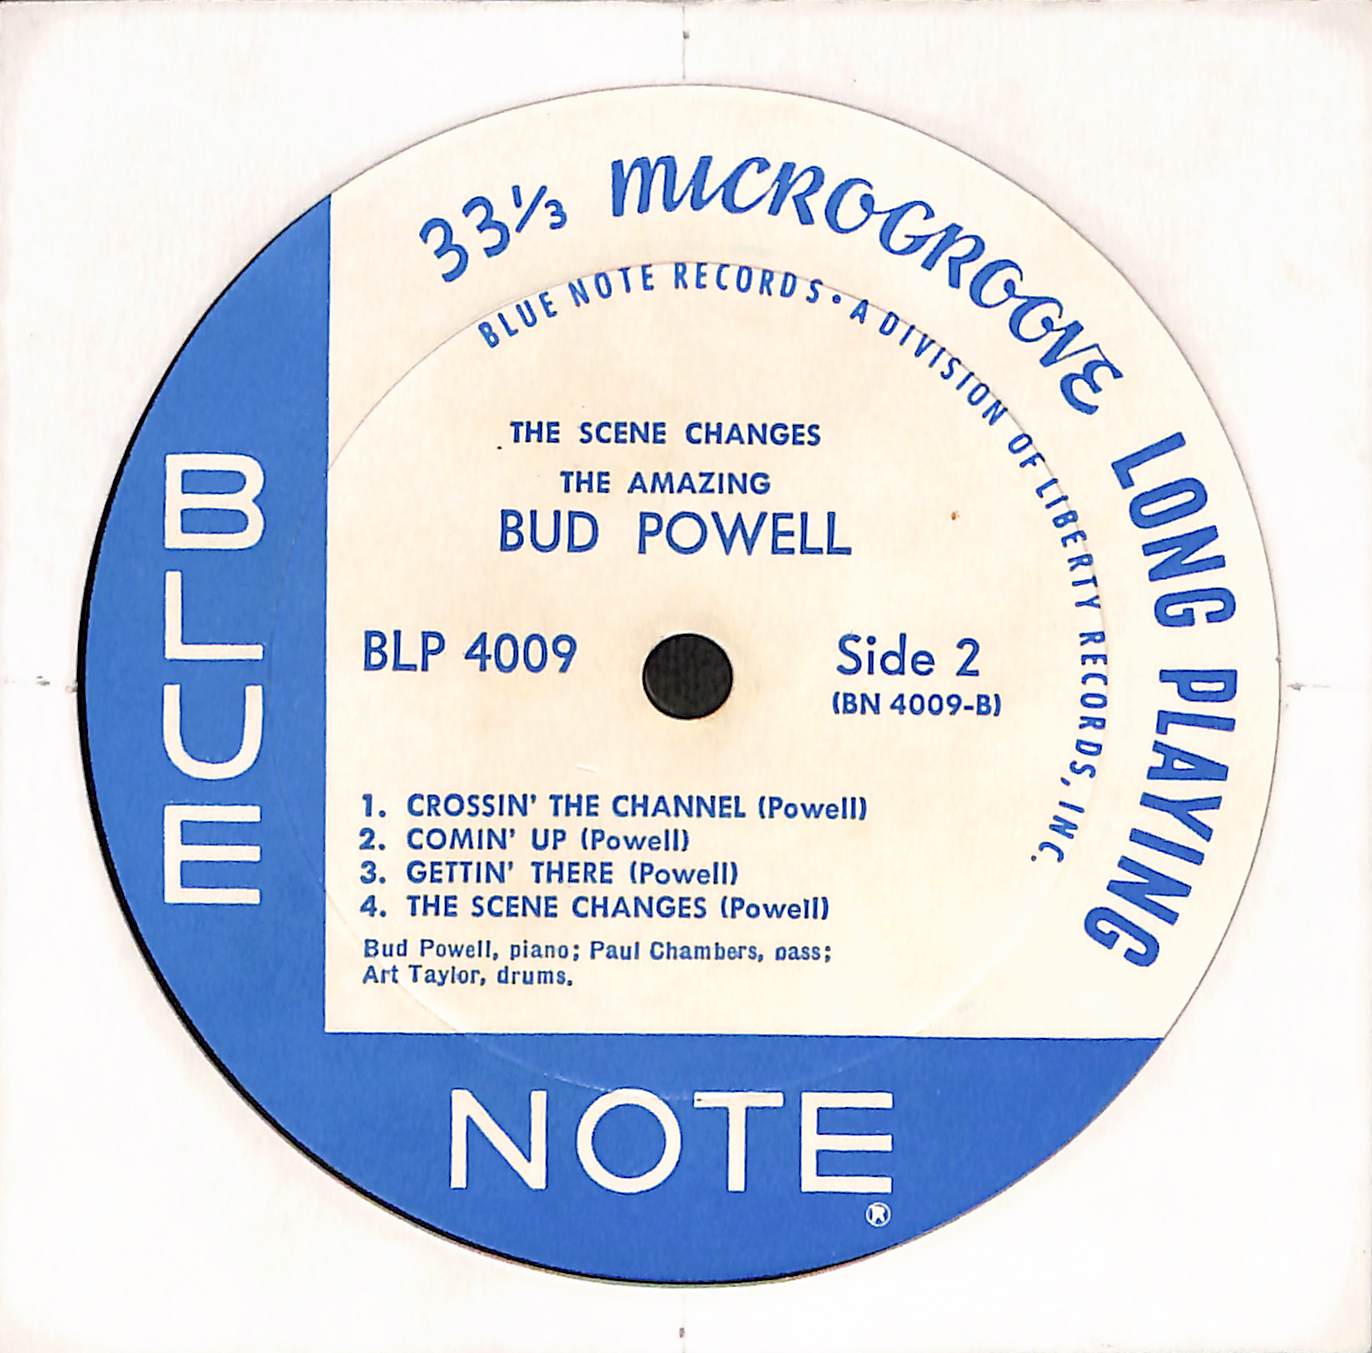 33⅓ MICROGROOVE LONG PLAYING
BLUE NOTE RECORDS • A DIVISION OF LIBERTY RECORDS, INC.
THE SCENE CHANGES
THE AMAZING
BUD POWELL
BLP 4009
Side 2
(BN 4009-B)
1. CROSSIN' THE CHANNEL (Powell)
2. COMIN' UP (Powell)
3. GETTIN' THERE (Powell)
4. THE SCENE CHANGES (Powell)
Bud Powell, piano; Paul Chambers, bass;
Art Taylor, drums.
BLUE
NOTE
®